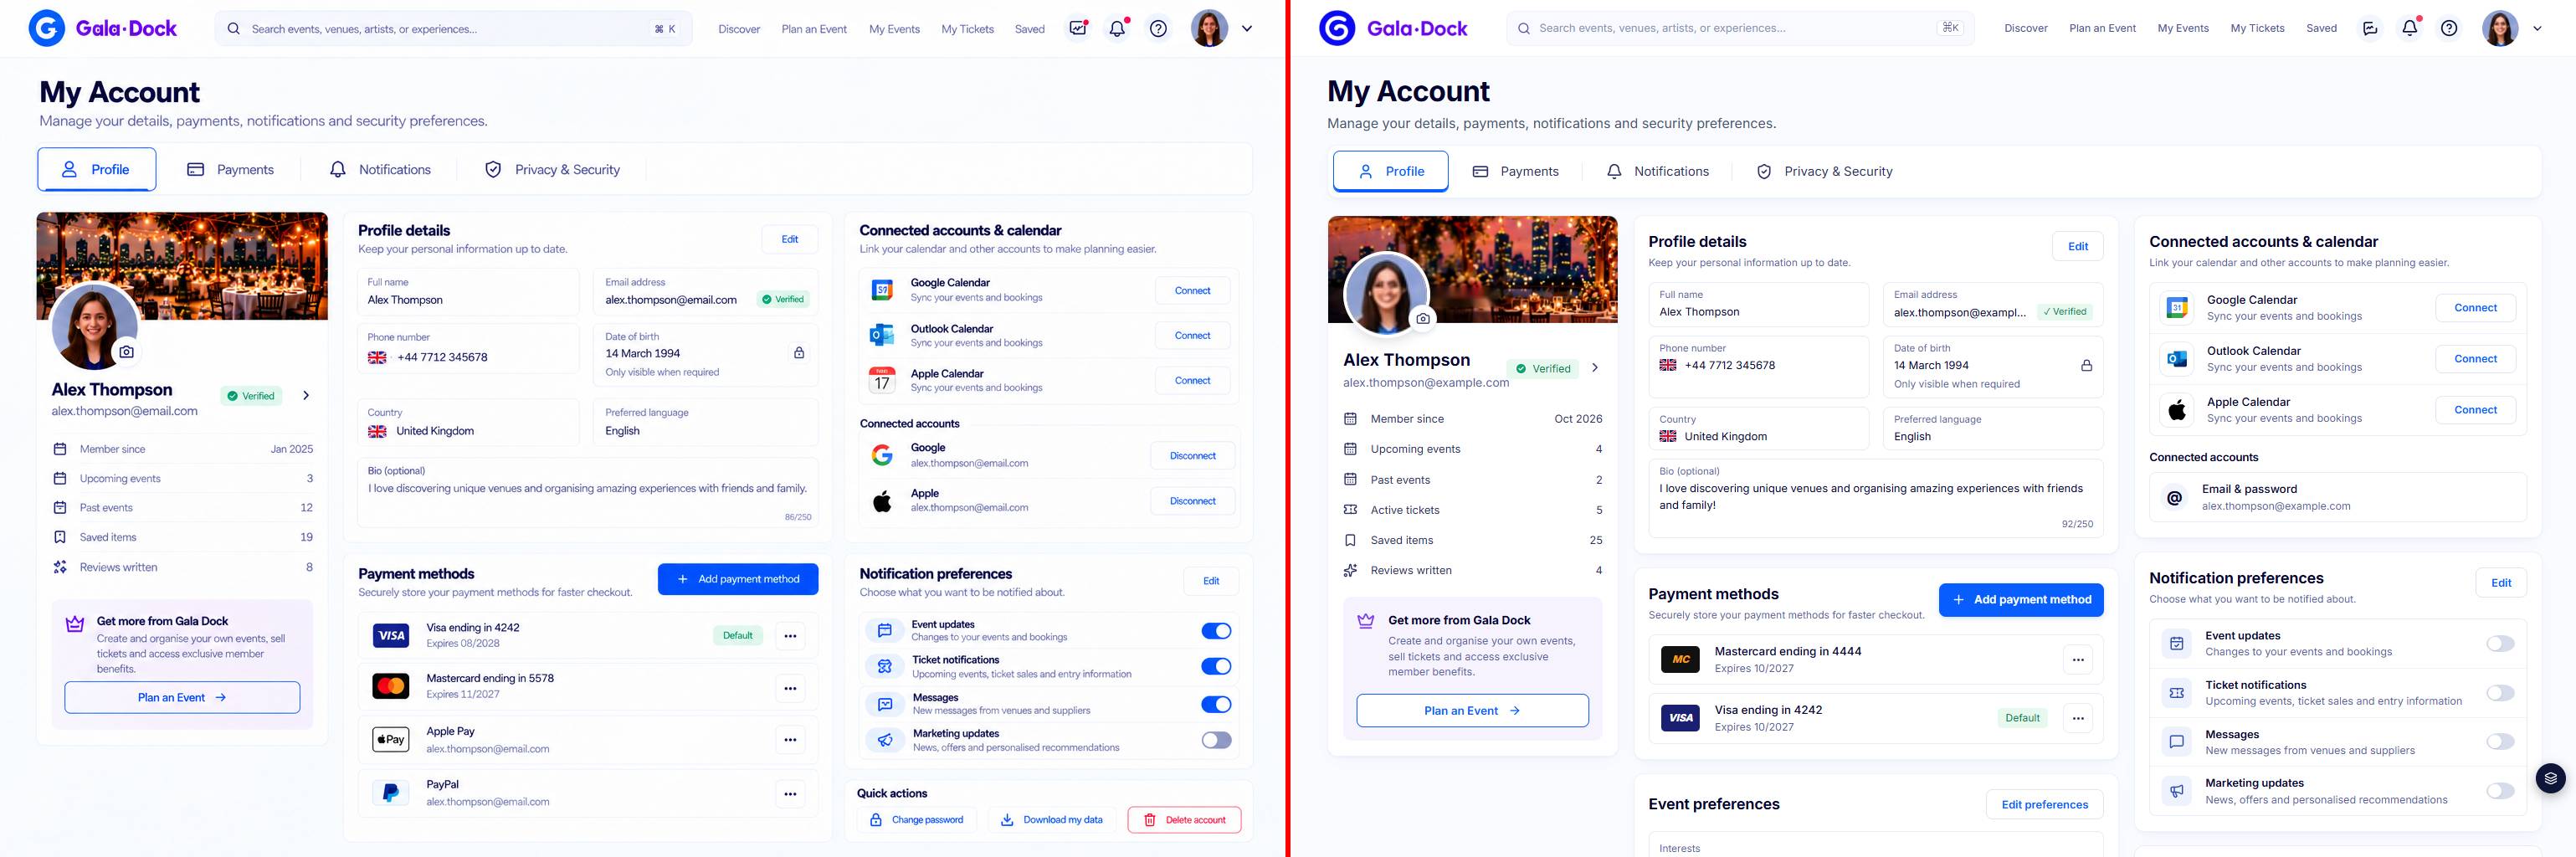 Gala·Dock
Search events, venues, artists, or experiences...
⌘ K
Discover
Plan an Event
My Events
My Tickets
Saved
My Account
Manage your details, payments, notifications and security preferences.
Profile
Payments
Notifications
Privacy & Security
Alex Thompson
alex.thompson@email.com
Verified
Member since
Jan 2025
Upcoming events
3
Past events
12
Saved items
19
Reviews written
8
Get more from Gala Dock
Create and organise your own events, sell
tickets and access exclusive member
benefits.
Plan an Event →
Profile details
Keep your personal information up to date.
Edit
Full name
Alex Thompson
Email address
alex.thompson@email.com
Verified
Phone number
+44 7712 345678
Date of birth
14 March 1994
Only visible when required
Country
United Kingdom
Preferred language
English
Bio (optional)
I love discovering unique venues and organising amazing experiences with friends and family.
86/250
Payment methods
Securely store your payment methods for faster checkout.
+ Add payment method
VISA
Visa ending in 4242
Expires 08/2028
Default
Mastercard ending in 5578
Expires 11/2027
Pay
Apple Pay
alex.thompson@email.com
PayPal
alex.thompson@email.com
Connected accounts & calendar
Link your calendar and other accounts to make planning easier.
Google Calendar
Sync your events and bookings
Connect
Outlook Calendar
Sync your events and bookings
Connect
17
Apple Calendar
Sync your events and bookings
Connect
Connected accounts
Google
alex.thompson@email.com
Disconnect
Apple
alex.thompson@email.com
Disconnect
Notification preferences
Choose what you want to be notified about.
Edit
Event updates
Changes to your events and bookings
Ticket notifications
Upcoming events, ticket sales and entry information
Messages
New messages from venues and suppliers
Marketing updates
News, offers and personalised recommendations
Quick actions
Change password
Download my data
Delete account
Gala·Dock
Search events, venues, artists, or experiences...
⌘K
Discover
Plan an Event
My Events
My Tickets
Saved
My Account
Manage your details, payments, notifications and security preferences.
Profile
Payments
Notifications
Privacy & Security
Alex Thompson
alex.thompson@example.com
Verified
Member since
Oct 2026
Upcoming events
4
Past events
2
Active tickets
5
Saved items
25
Reviews written
4
Get more from Gala Dock
Create and organise your own events,
sell tickets and access exclusive
member benefits.
Plan an Event →
Profile details
Keep your personal information up to date.
Edit
Full name
Alex Thompson
Email address
alex.thompson@exampl...
✓ Verified
Phone number
+44 7712 345678
Date of birth
14 March 1994
Only visible when required
Country
United Kingdom
Preferred language
English
Bio (optional)
I love discovering unique venues and organising amazing experiences with friends
and family!
92/250
Payment methods
Securely store your payment methods for faster checkout.
+ Add payment method
MC
Mastercard ending in 4444
Expires 10/2027
VISA
Visa ending in 4242
Expires 10/2027
Default
Event preferences
Edit preferences
Interests
Connected accounts & calendar
Link your calendar and other accounts to make planning easier.
31
Google Calendar
Sync your events and bookings
Connect
Outlook Calendar
Sync your events and bookings
Connect
Apple Calendar
Sync your events and bookings
Connect
Connected accounts
@
Email & password
alex.thompson@example.com
Notification preferences
Choose what you want to be notified about.
Edit
Event updates
Changes to your events and bookings
Ticket notifications
Upcoming events, ticket sales and entry information
Messages
New messages from venues and suppliers
Marketing updates
News, offers and personalised recommendations